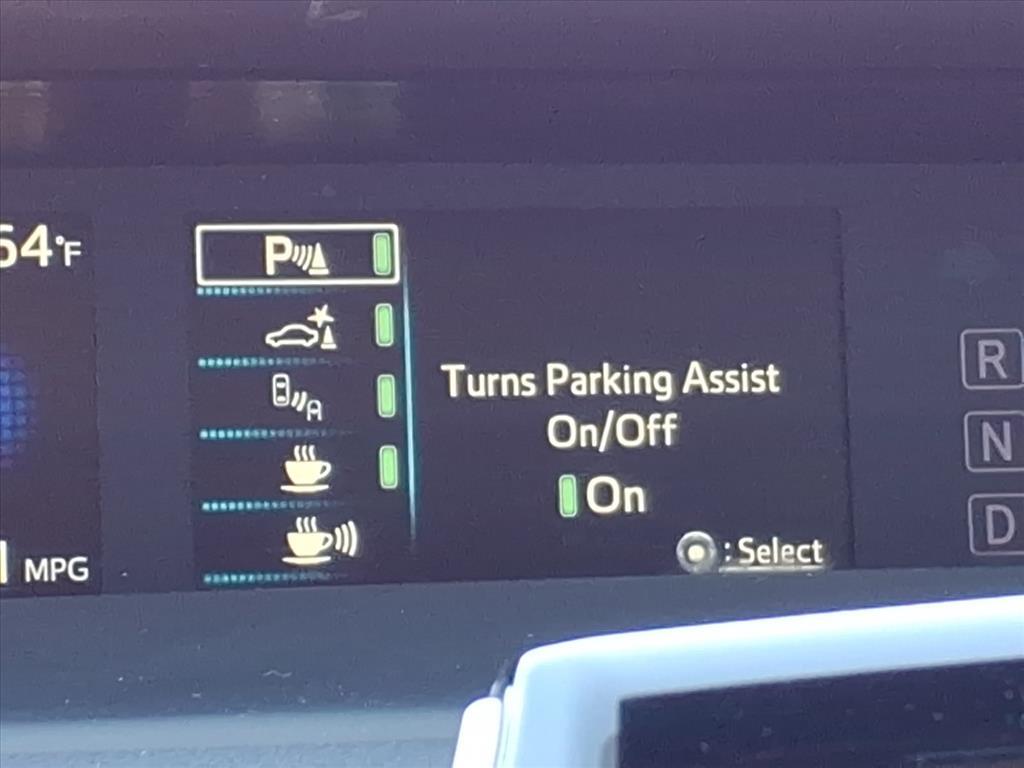 64°F
P
A
Turns Parking Assist
On/Off
On
: Select
MPG
R
N
D